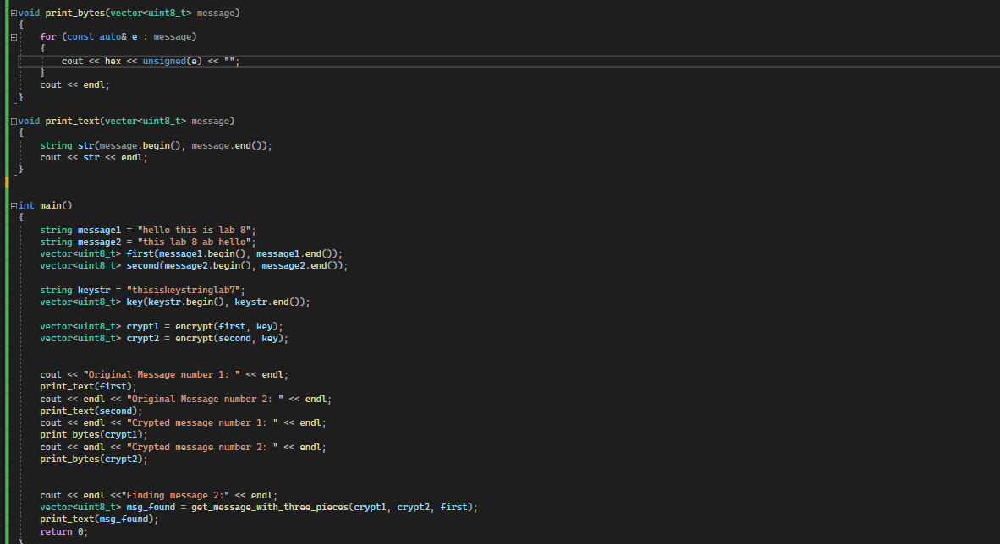 void print_bytes(vector<uint8_t> message)
{
    for (const auto& e : message)
    {
        cout << hex << unsigned(e) << "";
    }
    cout << endl;
}
void print_text(vector<uint8_t> message)
{
    string str(message.begin(), message.end());
    cout << str << endl;
}
int main()
{
    string message1 = "hello this is lab 8";
    string message2 = "this lab 8 ab hello";
    vector<uint8_t> first(message1.begin(), message1.end());
    vector<uint8_t> second(message2.begin(), message2.end());
    string keystr = "thisiskeystringlab7";
    vector<uint8_t> key(keystr.begin(), keystr.end());
    vector<uint8_t> crypt1 = encrypt(first, key);
    vector<uint8_t> crypt2 = encrypt(second, key);
    cout << "Original Message number 1: " << endl;
    print_text(first);
    cout << endl << "Original Message number 2: " << endl;
    print_text(second);
    cout << endl << "Crypted message number 1: " << endl;
    print_bytes(crypt1);
    cout << endl << "Crypted message number 2: " << endl;
    print_bytes(crypt2);
    cout << endl <<"Finding message 2:" << endl;
    vector<uint8_t> msg_found = get_message_with_three_pieces(crypt1, crypt2, first);
    print_text(msg_found);
    return 0;
}